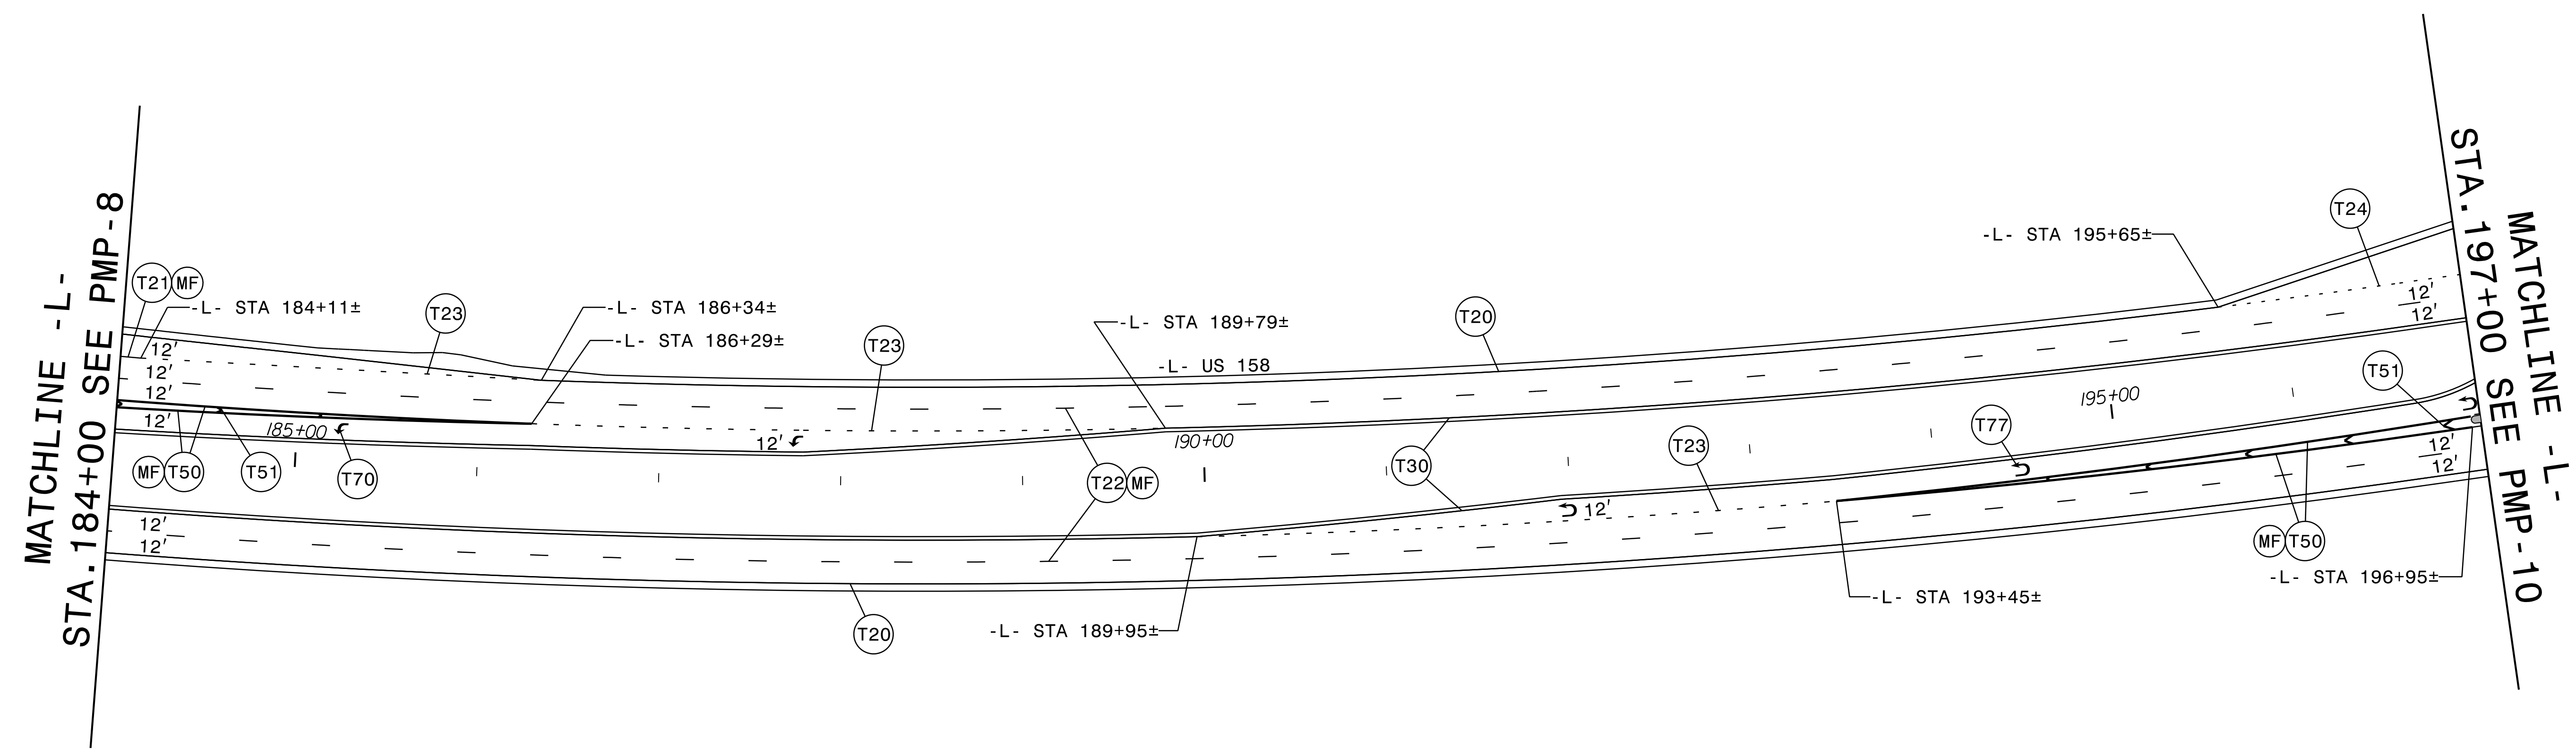 MATCHLINE -L-
STA.184+00 SEE PMP-8
T21 MF
-L- STA 184+11±
T23
-L- STA 186+34±
-L- STA 186+29±
T23
-L- STA 189+79±
-L- US 158
T20
-L- STA 195+65±
T24
12'
12'
12'
12'
185+00
MF T50
T51
T70
12'
190+00
T22 MF
T30
T23
12'
T77
195+00
T51
12'
12'
12'
12'
MF T50
-L- STA 196+95±
-L- STA 193+45±
12'
12'
T20
-L- STA 189+95±
MATCHLINE -L-
STA.197+00 SEE PMP-10